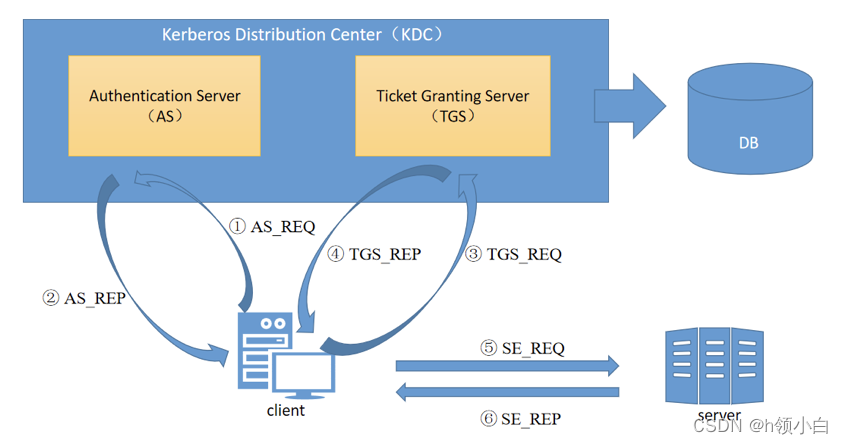 Kerberos Distribution Center（KDC）
Authentication Server
（AS）
Ticket Granting Server
（TGS）
DB
① AS_REQ
④ TGS_REP
③ TGS_REQ
② AS_REP
⑤ SE_REQ
⑥ SE_REP
client
server
CSDN @h领小白